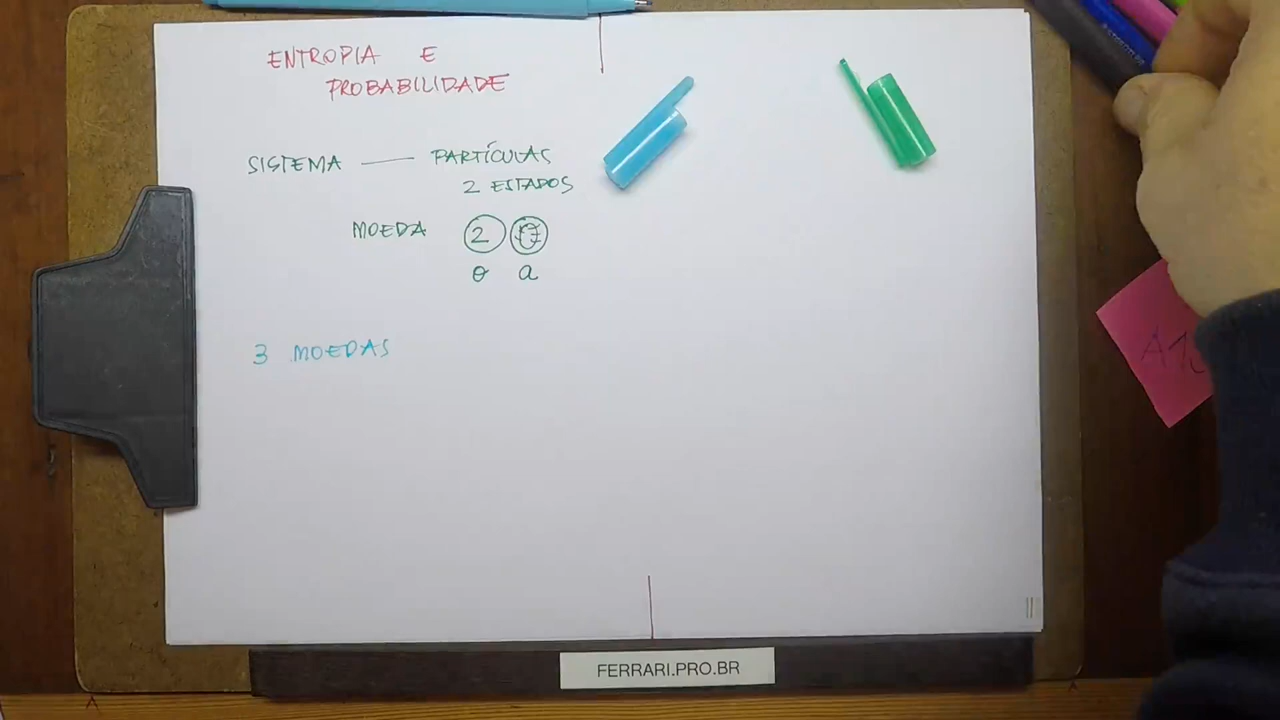 ENTROPIA E
PROBABILIDADE
SISTEMA — PARTÍCULAS
2 ESTADOS
MOEDA 2
o a
3 MOEDAS
FERRARI.PRO.BR